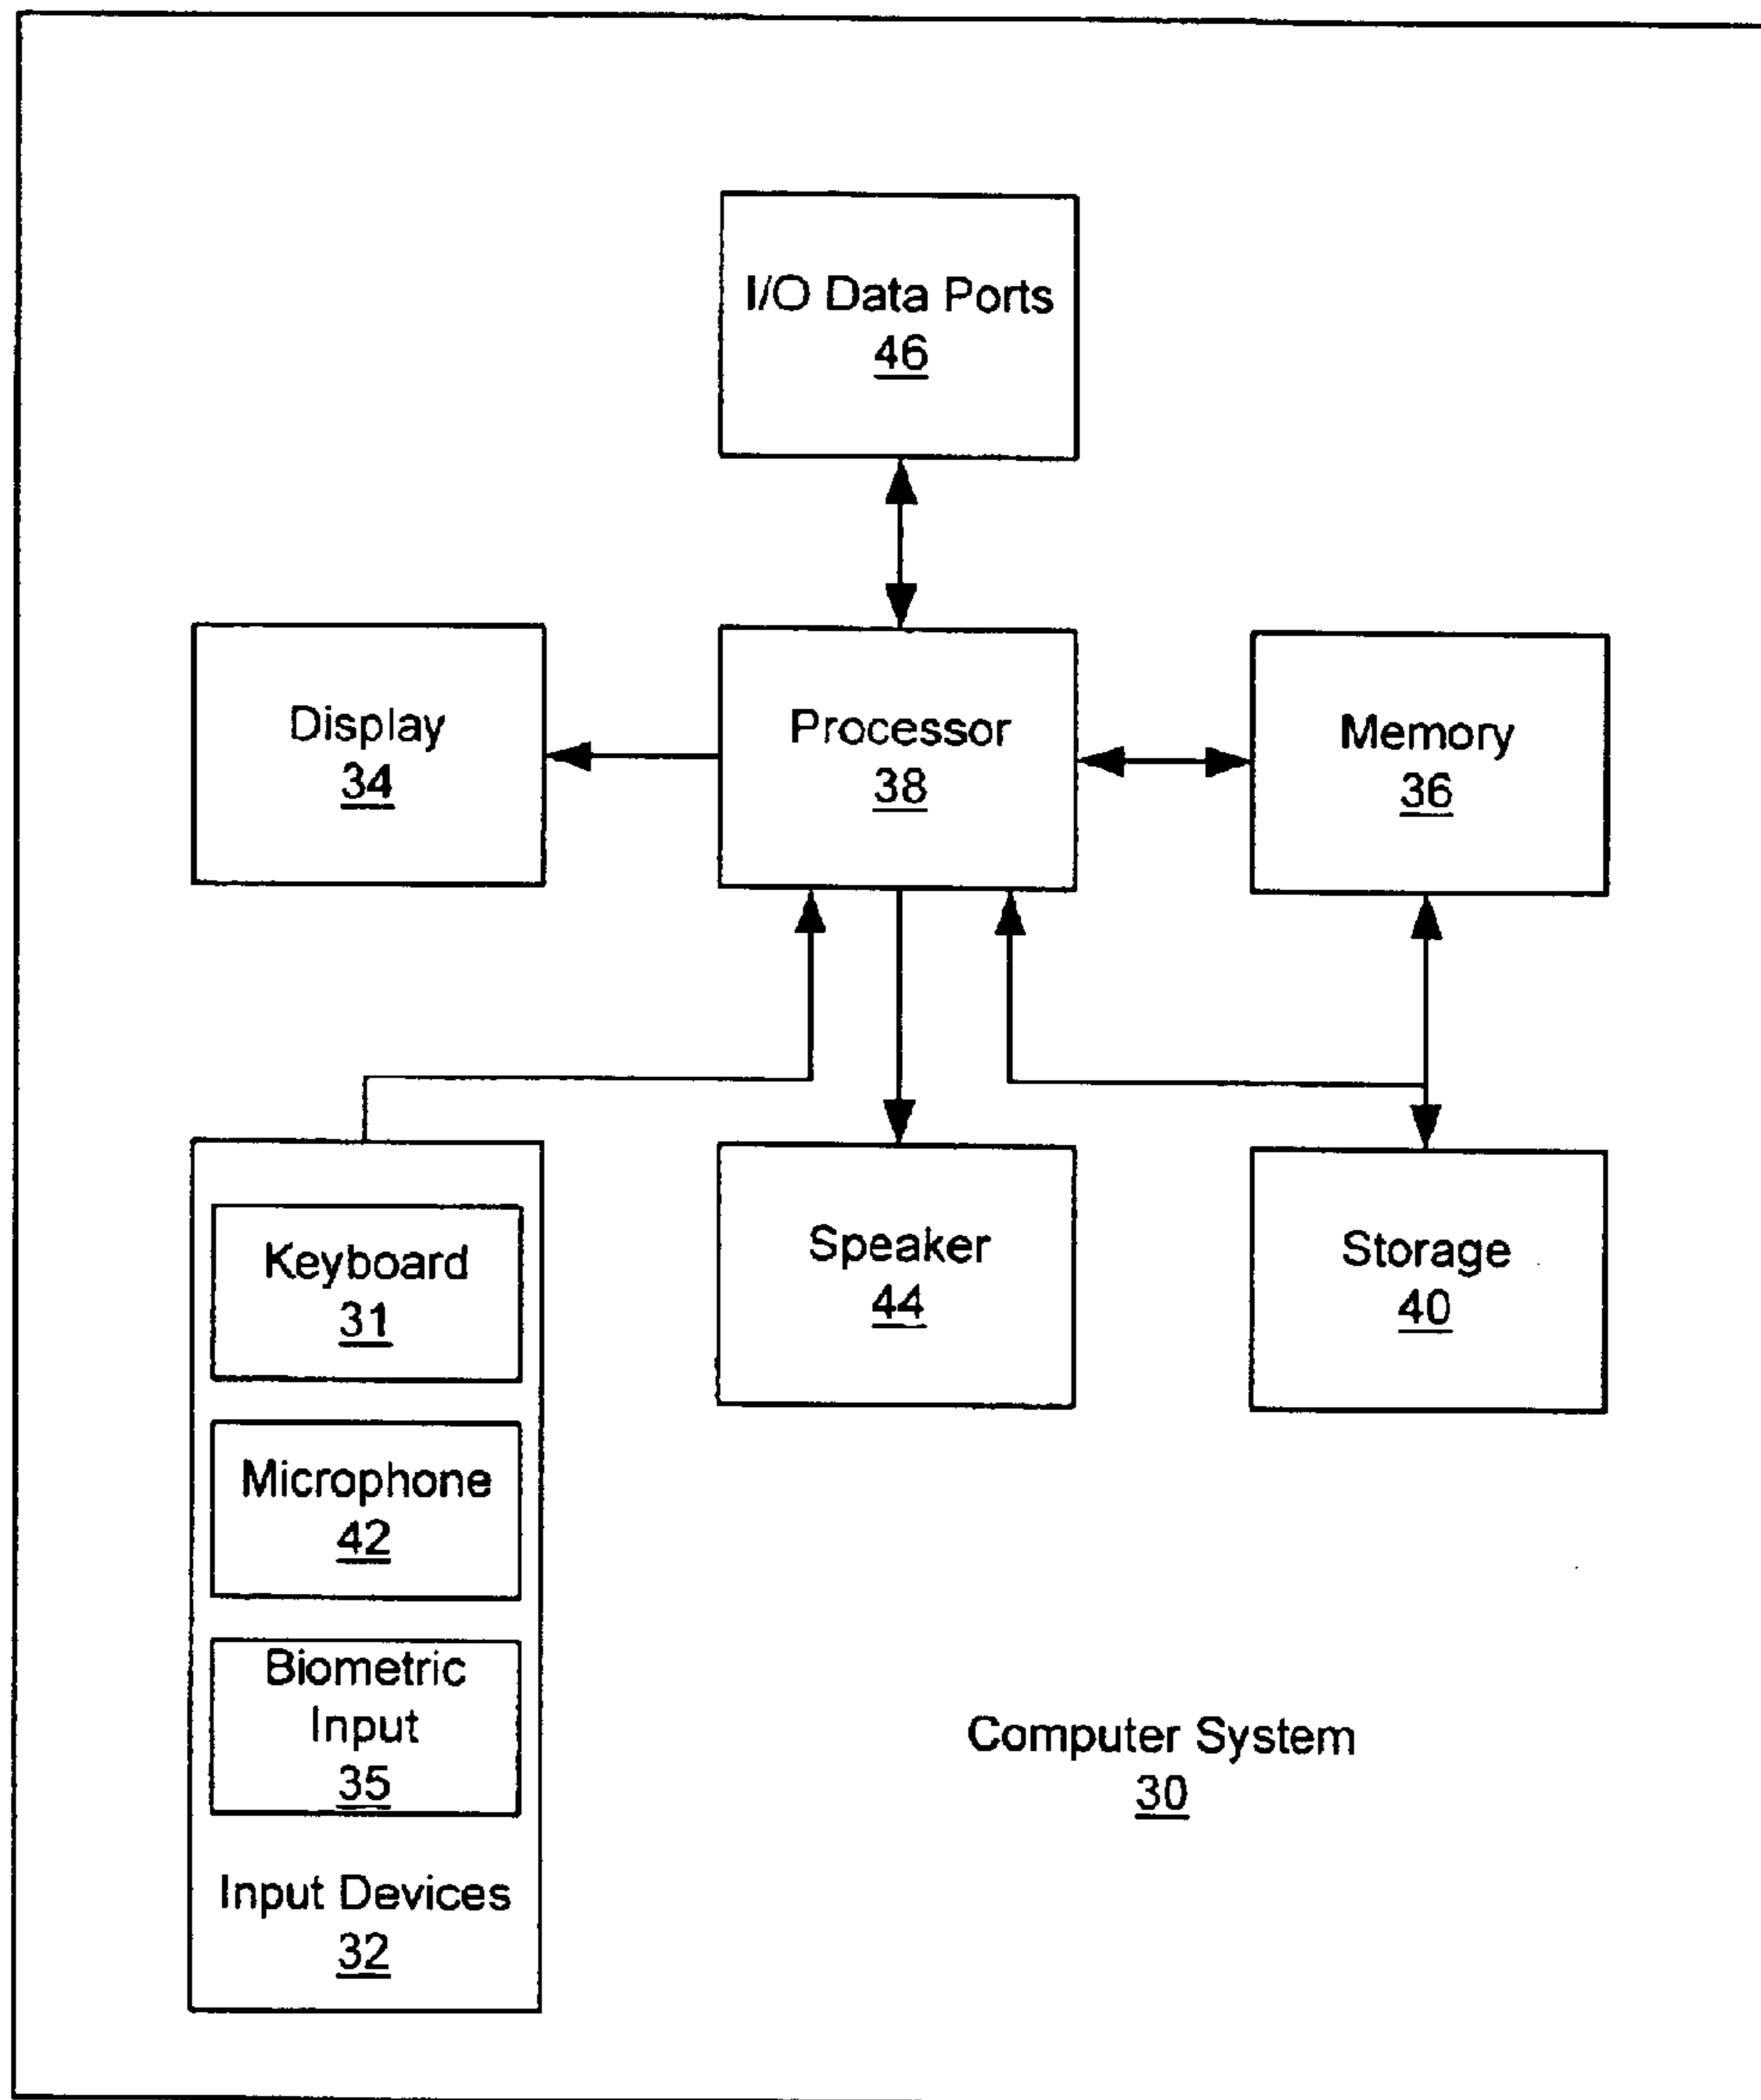 I/O Data Ports
46
Display
34
Processor
38
Memory
36
Keyboard
31
Microphone
42
Biometric
Input
35
Input Devices
32
Speaker
44
Storage
40
Computer System
30